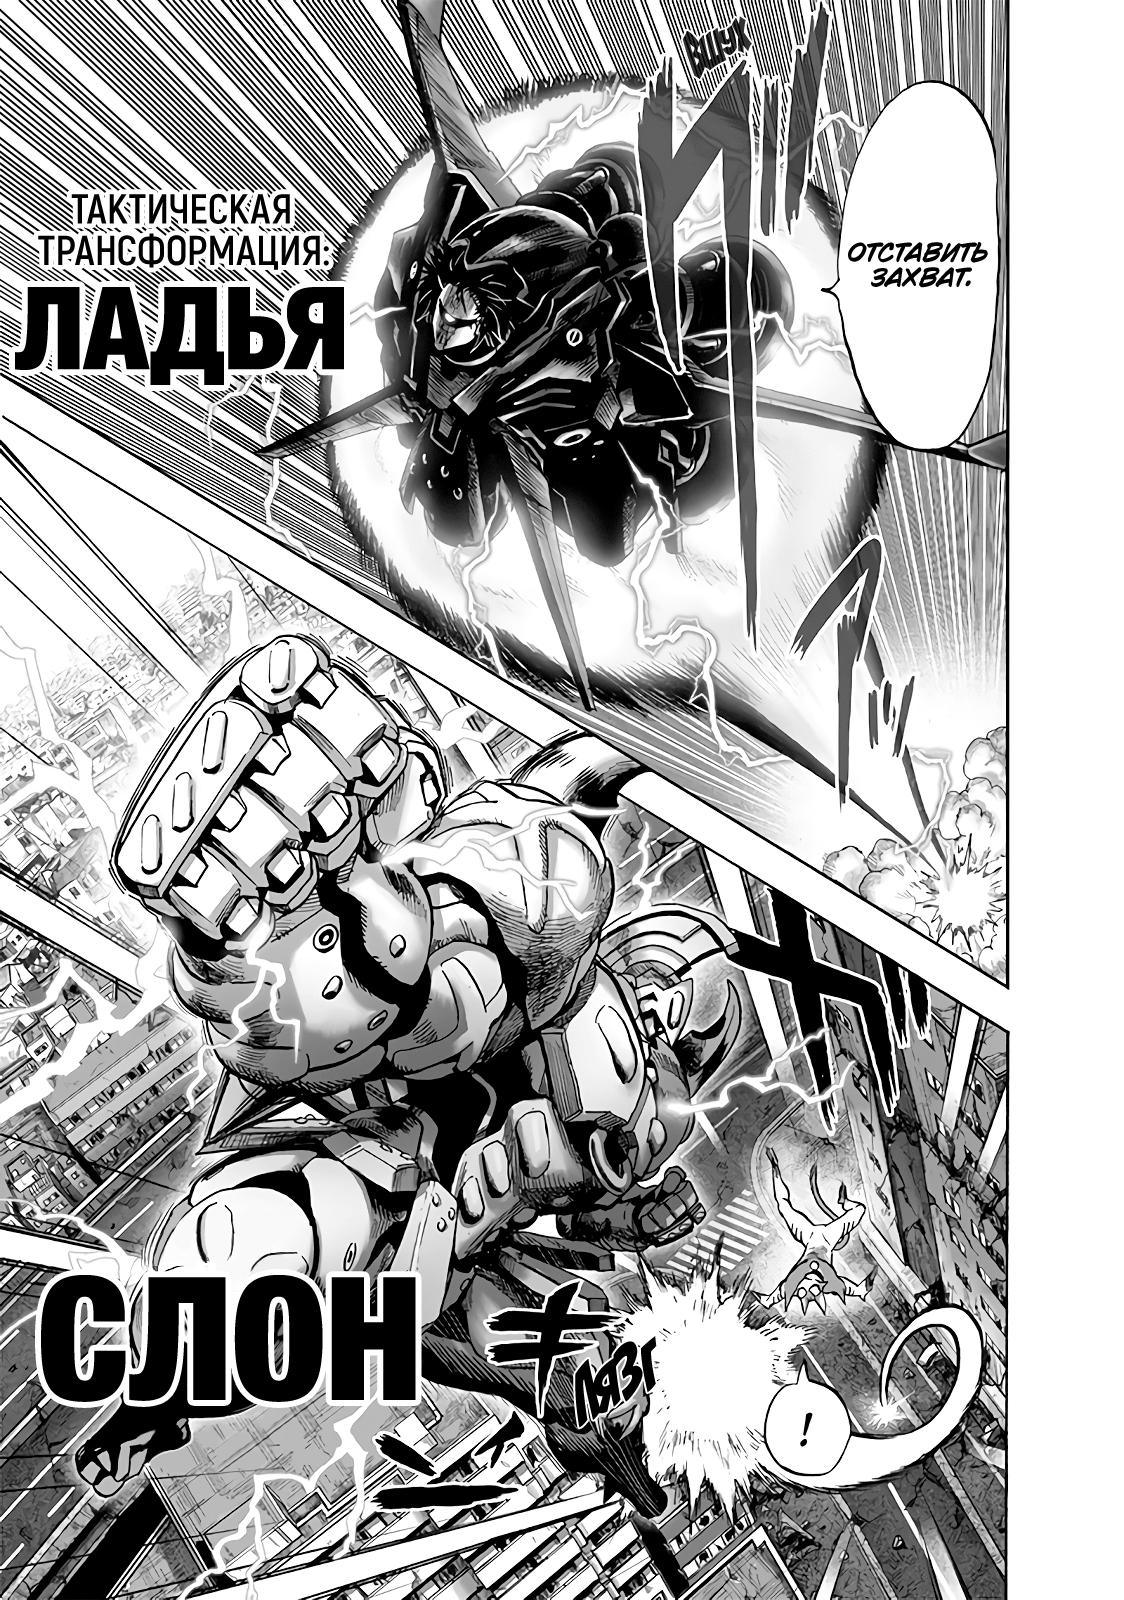 ВШУХ
ОТСТАВИТЬ
ЗАХВАТ.
ТАКТИЧЕСКАЯ
ТРАНСФОРМАЦИЯ:
ЛАДЬЯ
СЛОН
ЛЯЗГ
!